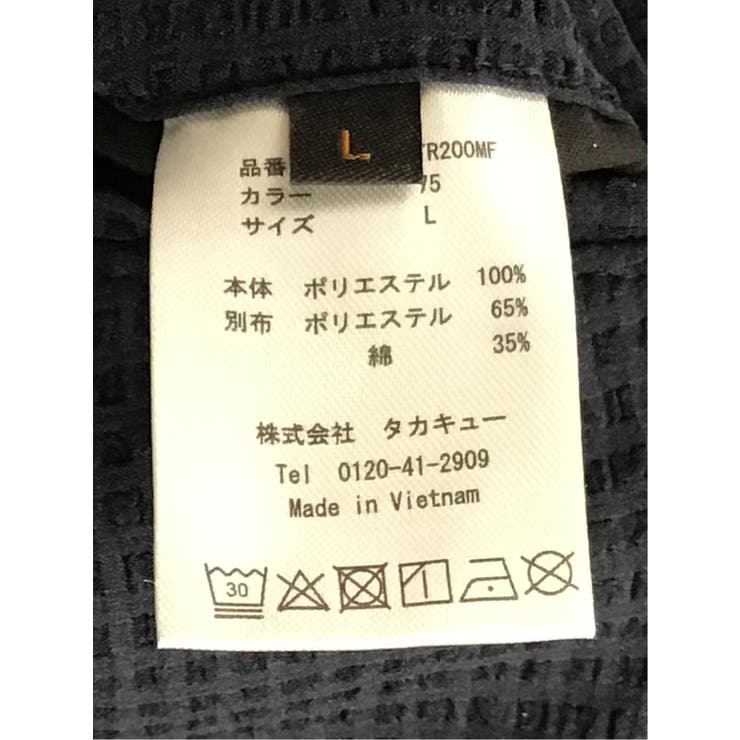 L
品番 TR200MF
カラー 75
サイズ L
本体 ポリエステル 100%
別布 ポリエステル 65%
綿 35%
株式会社 タカキュー
Tel 0120-41-2909
Made in Vietnam
30